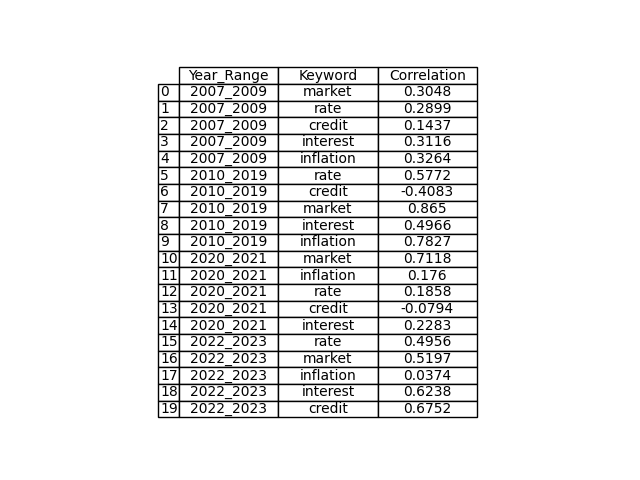 Year_Range Keyword Correlation
0 2007_2009 market 0.3048
1 2007_2009 rate 0.2899
2 2007_2009 credit 0.1437
3 2007_2009 interest 0.3116
4 2007_2009 inflation 0.3264
5 2010_2019 rate 0.5772
6 2010_2019 credit -0.4083
7 2010_2019 market 0.865
8 2010_2019 interest 0.4966
9 2010_2019 inflation 0.7827
10 2020_2021 market 0.7118
11 2020_2021 inflation 0.176
12 2020_2021 rate 0.1858
13 2020_2021 credit -0.0794
14 2020_2021 interest 0.2283
15 2022_2023 rate 0.4956
16 2022_2023 market 0.5197
17 2022_2023 inflation 0.0374
18 2022_2023 interest 0.6238
19 2022_2023 credit 0.6752